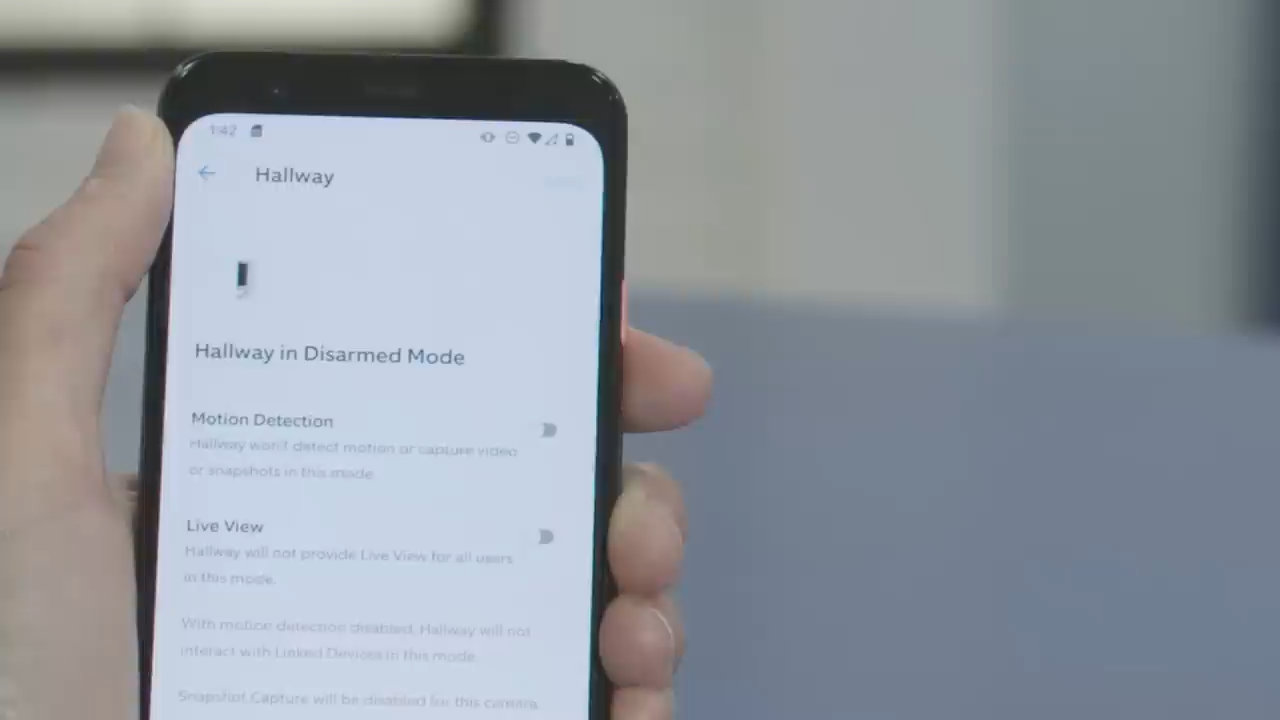 1:42
Hallway
Hallway in Disarmed Mode
Motion Detection
Hallway won't detect motion or capture video
or snapshots in this mode.
Live View
Hallway will not provide Live View for all users
in this mode.
With motion detection disabled, Hallway will not
interact with Linked Devices in this mode.
Snapshot Capture will be disabled for this camera